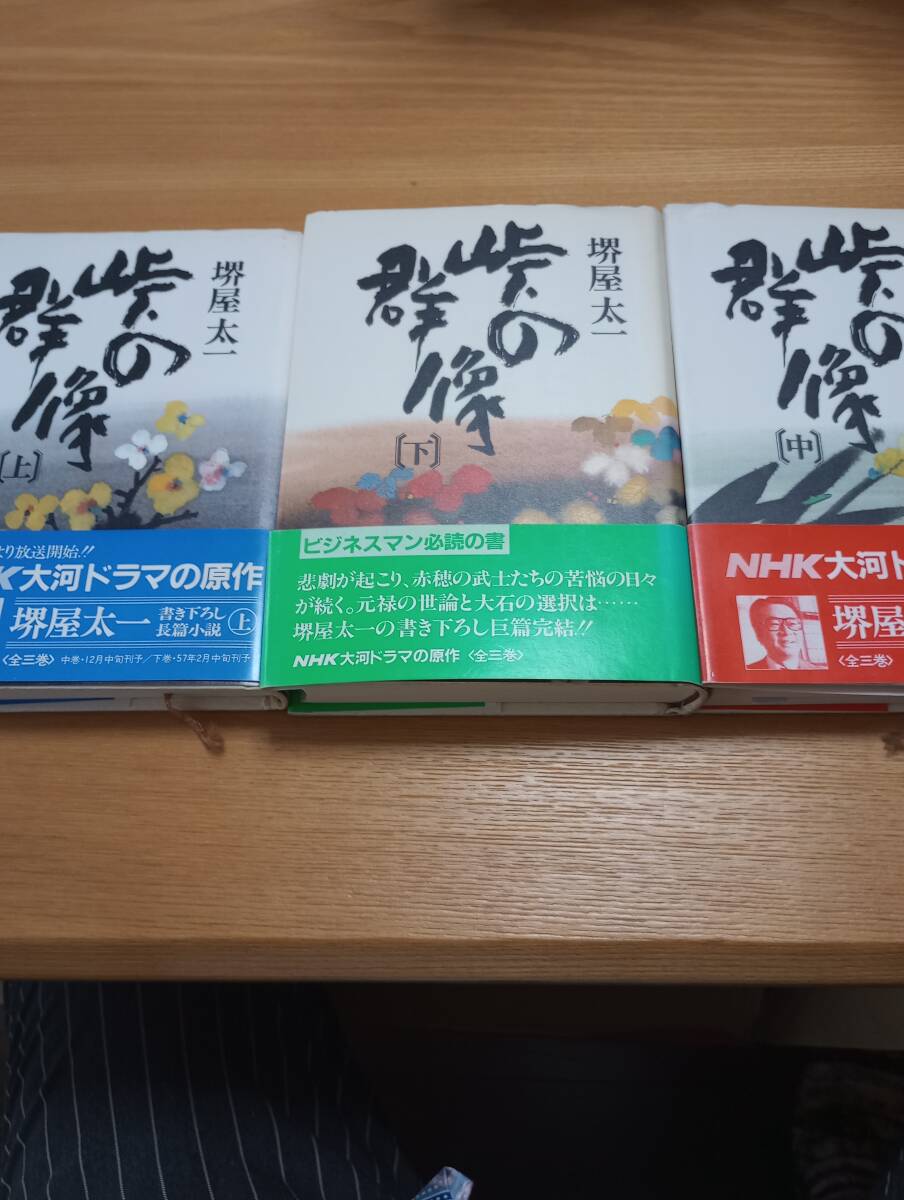 堺屋太一
峠の
群像
[上]
より放送開始!!
K大河ドラマの原作
堺屋太一 書き下ろし長篇小説 上
〈全三巻〉 中巻・12月中旬刊予/下巻・57年2月中旬刊予
堺屋太一
峠の
群像
[下]
ビジネスマン必読の書
悲劇が起こり、赤穂の武士たちの苦悩の日々
が続く。元禄の世論と大石の選択は……
堺屋太一の書き下ろし巨篇完結!!
NHK大河ドラマの原作〈全三巻〉
峠の
群像
[中]
NHK大河ド
堺屋
〈全三巻〉